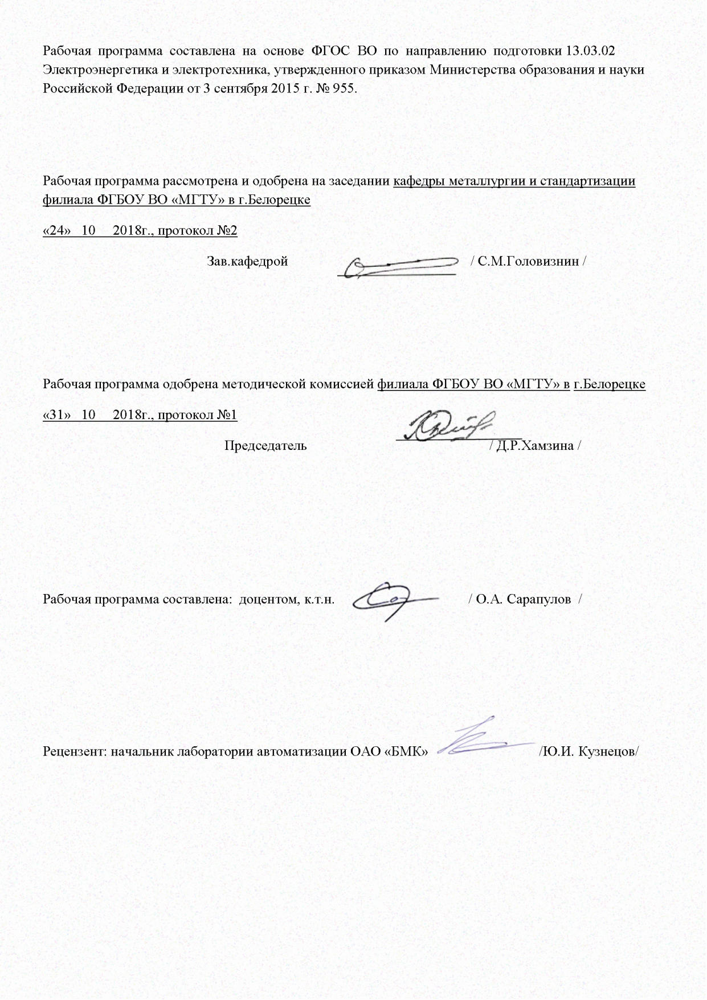 Рабочая программа составлена на основе ФГОС ВО по направлению подготовки 13.03.02
Электроэнергетика и электротехника, утвержденного приказом Министерства образования и науки
Российской Федерации от 3 сентября 2015 г. № 955.
Рабочая программа рассмотрена и одобрена на заседании кафедры металлургии и стандартизации
филиала ФГБОУ ВО «МГТУ» в г.Белорецке
«24» 10 2018г., протокол №2
Зав.кафедрой / С.М.Головизнин /
Рабочая программа одобрена методической комиссией филиала ФГБОУ ВО «МГТУ» в г.Белорецке
«31» 10 2018г., протокол №1
Председатель / Д.Р.Хамзина /
Рабочая программа составлена: доцентом, к.т.н. / О.А. Сарапулов /
Рецензент: начальник лаборатории автоматизации ОАО «БМК» /Ю.И. Кузнецов/